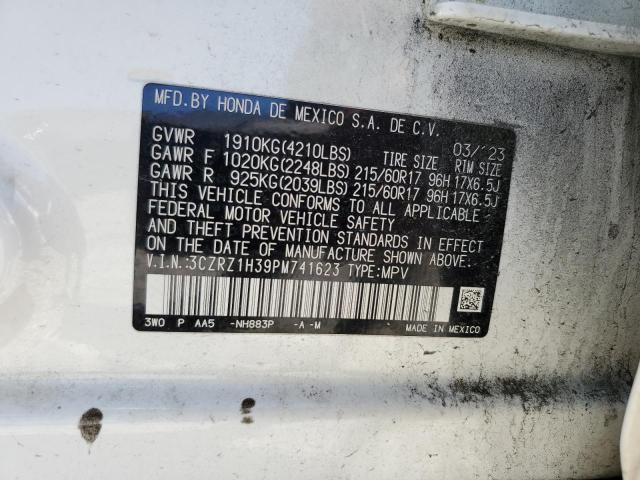 MFD.BY HONDA DE MEXICO S.A. DE C.V.
03/'23
GVWR 1910KG(4210LBS) TIRE SIZE RIM SIZE
GAWR F 1020KG(2248LBS) 215/60R17 96H 17X6.5J
GAWR R 925KG(2039LBS) 215/60R17 96H 17X6.5J
THIS VEHICLE CONFORMS TO ALL APPLICABLE
FEDERAL MOTOR VEHICLE SAFETY
AND THEFT PREVENTION STANDARDS IN EFFECT
ON THE DATE OF MANUFACTURE SHOWN ABOVE.
V.I.N.:3CZRZ1H39PM741623 TYPE:MPV
3W0 P AA5 -NH883P -A -M MADE IN MEXICO